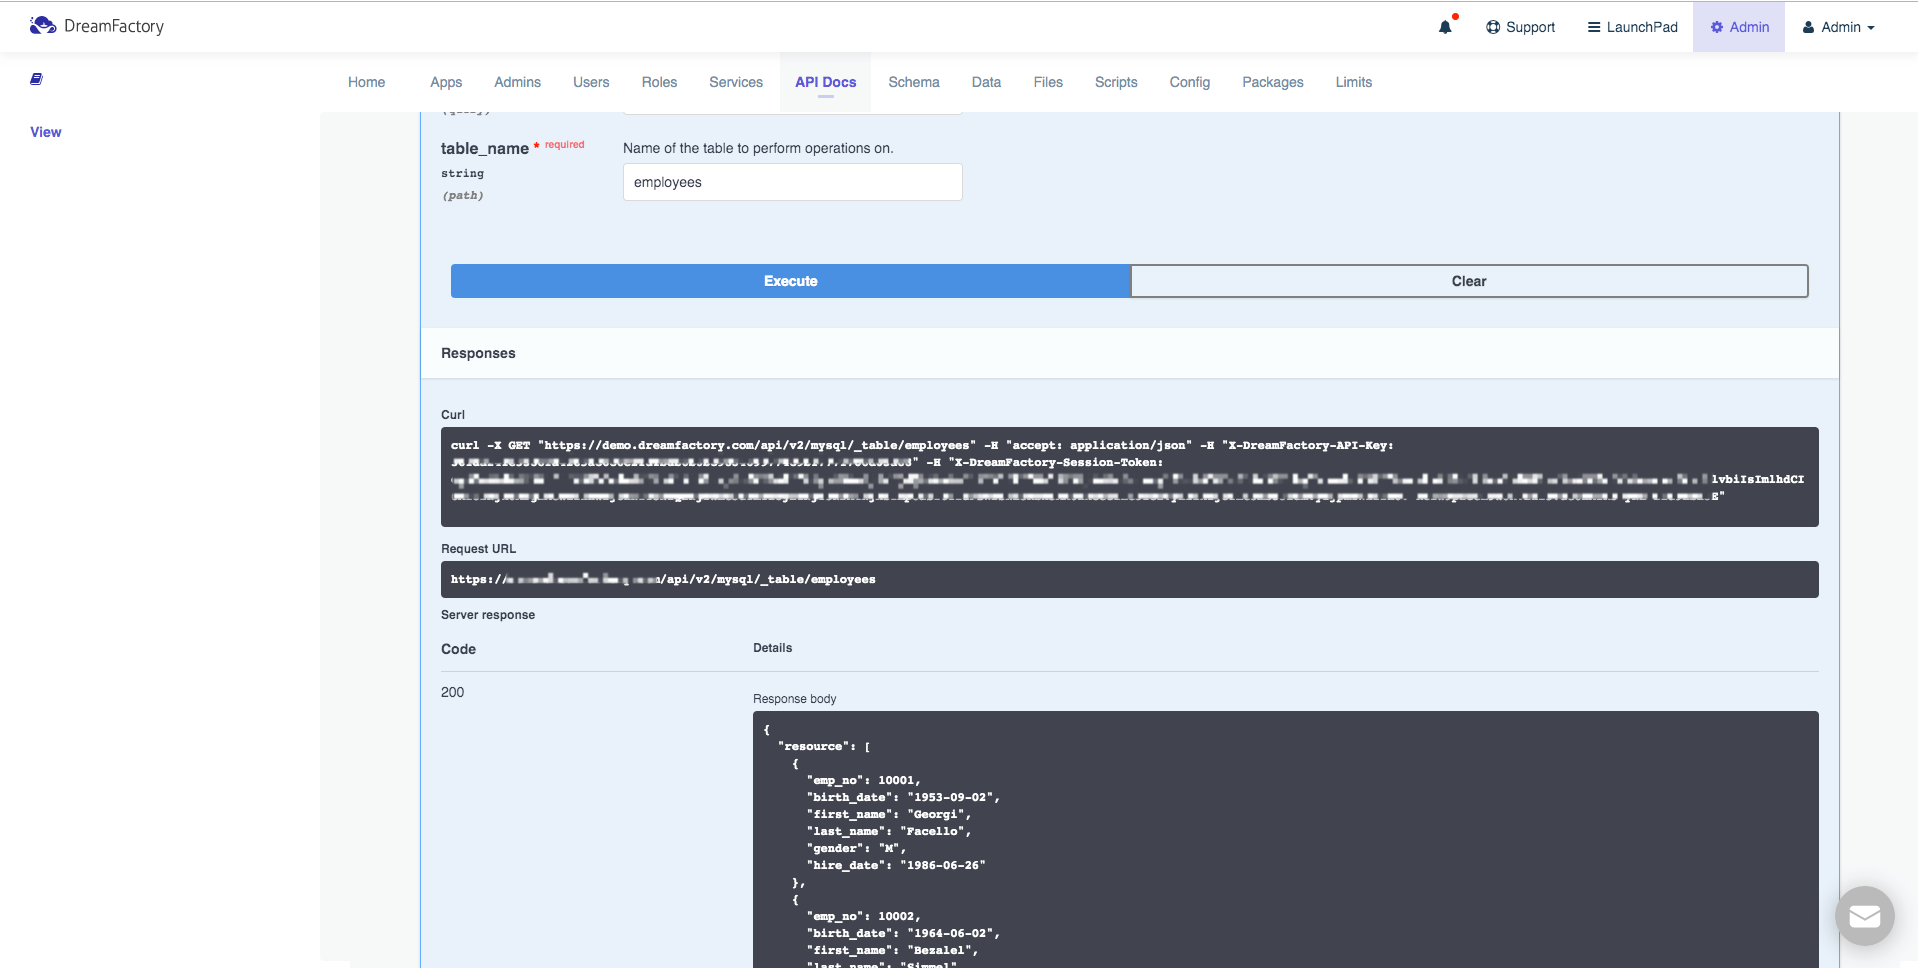 DreamFactory
Support
LaunchPad
Admin
Admin
Home
Apps
Admins
Users
Roles
Services
API Docs
Schema
Data
Files
Scripts
Config
Packages
Limits
View
table_name * required
Name of the table to perform operations on.
string
(path)
employees
Execute
Clear
Responses
Curl
curl -X GET "https://demo.dreamfactory.com/api/v2/mysql/_table/employees" -H "accept: application/json" -H "X-DreamFactory-API-Key:
" -H "X-DreamFactory-Session-Token:
lvbiIsImlhdCI
"
Request URL
https:// /api/v2/mysql/_table/employees
Server response
Code
Details
200
Response body
{
"resource": [
{
"emp_no": 10001,
"birth_date": "1953-09-02",
"first_name": "Georgi",
"last_name": "Facello",
"gender": "M",
"hire_date": "1986-06-26"
},
{
"emp_no": 10002,
"birth_date": "1964-06-02",
"first_name": "Bezalel",
"last_name": "Simmel"